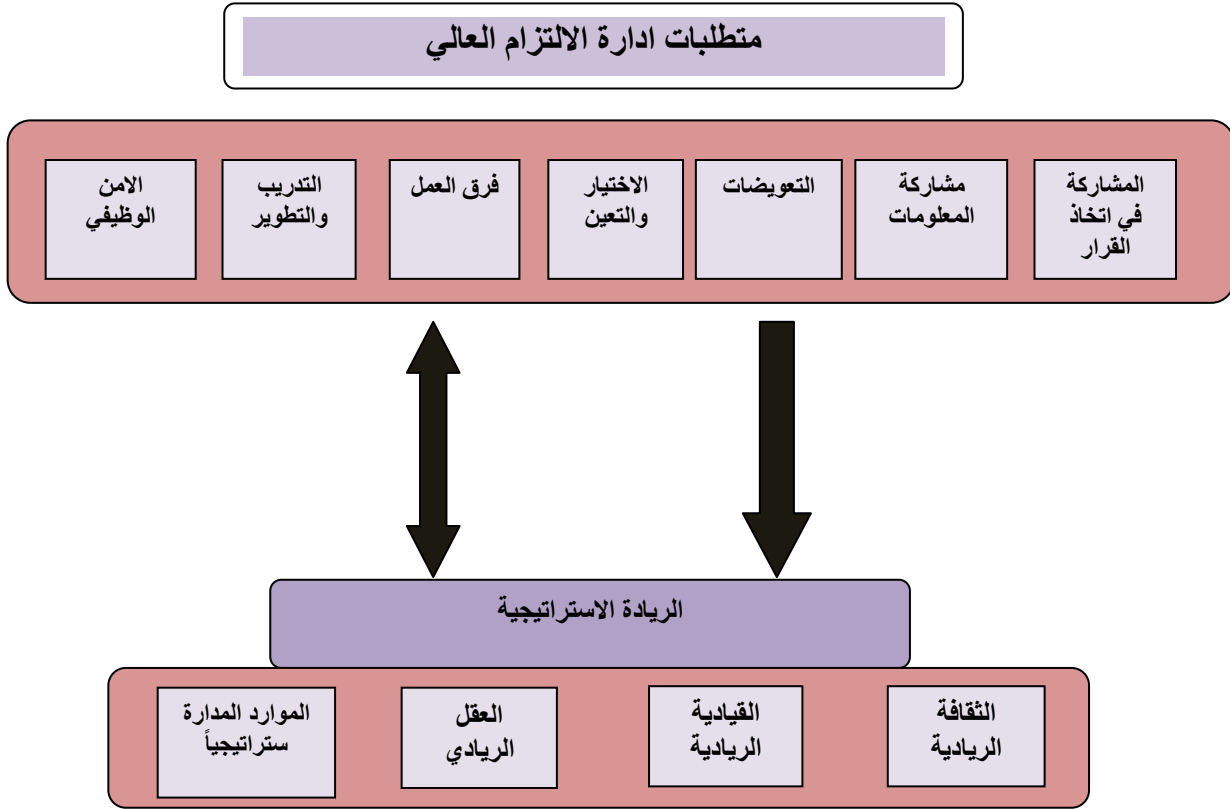 متطلبات ادارة الالتزام العالي
المشاركة
في اتخاذ
القرار
مشاركة
المعلومات
التعويضات
الاختيار
والتعين
فرق العمل
التدريب
والتطوير
الامن
الوظيفي
الريادة الاستراتيجية
الثقافة
الريادية
القيادية
الريادية
العقل
الريادي
الموارد المدارة
ستراتيجياً